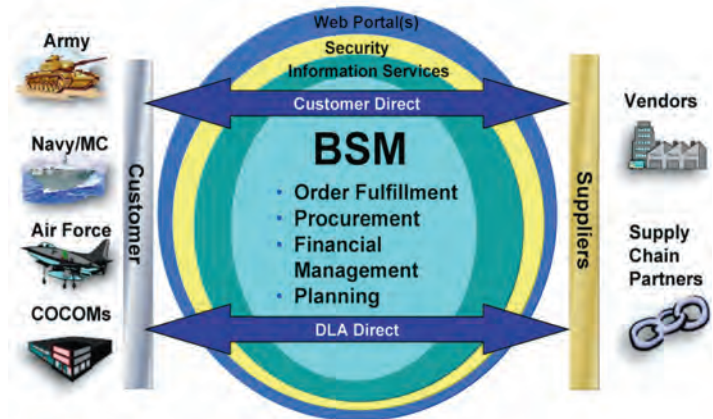 Army
Navy/MC
Air Force
COCOMs
Customer
Web Portal(s)
Security
Information Services
Customer Direct
BSM
• Order Fulfillment
• Procurement
• Financial
Management
• Planning
DLA Direct
Suppliers
Vendors
Supply
Chain
Partners